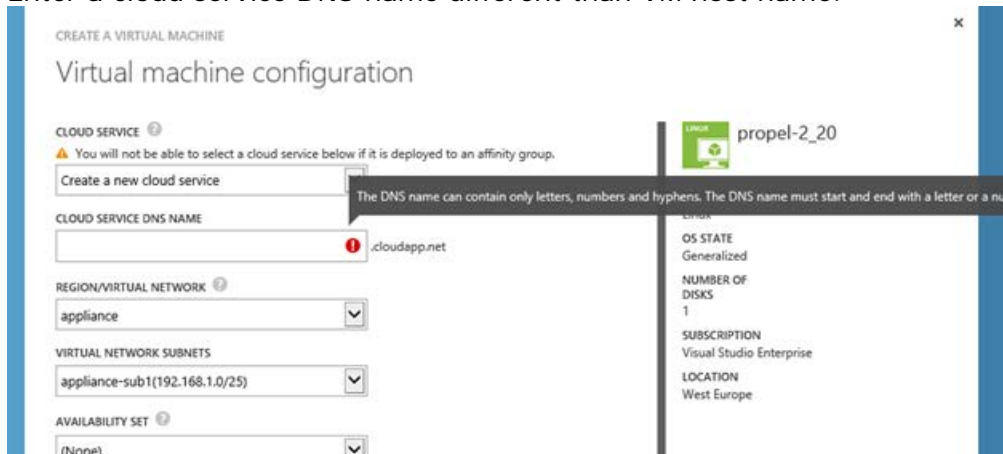 Enter a cloud service DNS name different than VM host name.
CREATE A VIRTUAL MACHINE
Virtual machine configuration
CLOUD SERVICE
You will not be able to select a cloud service below if it is deployed to an affinity group.
Create a new cloud service
The DNS name can contain only letters, numbers and hyphens. The DNS name must start and end with a letter or a
CLOUD SERVICE DNS NAME
.cloudapp.net
REGION/VIRTUAL NETWORK
appliance
VIRTUAL NETWORK SUBNETS
appliance-sub1(192.168.1.0/25)
AVAILABILITY SET
(None)
LINUX
propel-2_20
Linux
OS STATE
Generalized
NUMBER OF
DISKS
1
SUBSCRIPTION
Visual Studio Enterprise
LOCATION
West Europe